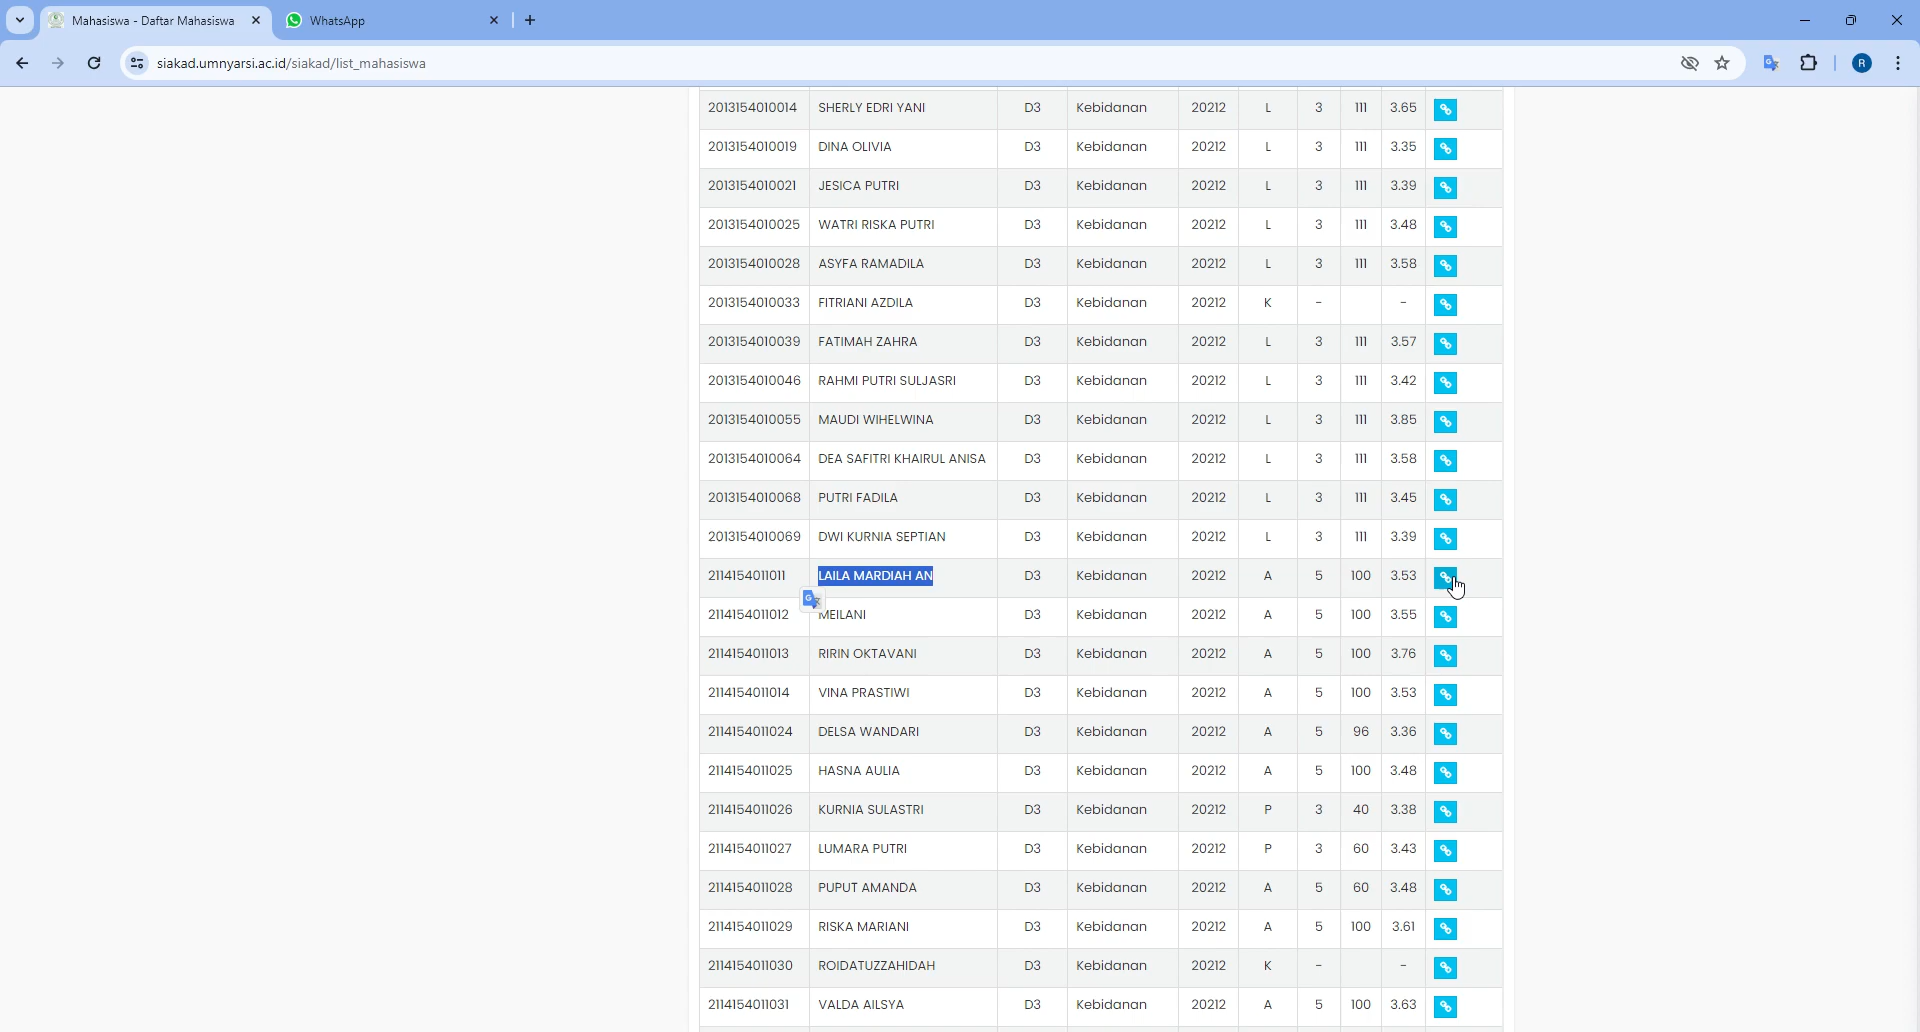 Mahasiswa - Daftar Mahasiswa
WhatsApp
siakad.umnyarsi.ac.id/siakad/list_mahasiswa
R
2013154010014 SHERLY EDRI YANI D3 Kebidanan 20212 L 3 111 3.65
2013154010019 DINA OLIVIA D3 Kebidanan 20212 L 3 111 3.35
2013154010021 JESICA PUTRI D3 Kebidanan 20212 L 3 111 3.39
2013154010025 WATRI RISKA PUTRI D3 Kebidanan 20212 L 3 111 3.48
2013154010028 ASYFA RAMADILA D3 Kebidanan 20212 L 3 111 3.58
2013154010033 FITRIANI AZDILA D3 Kebidanan 20212 K - -
2013154010039 FATIMAH ZAHRA D3 Kebidanan 20212 L 3 111 3.57
2013154010046 RAHMI PUTRI SULJASRI D3 Kebidanan 20212 L 3 111 3.42
2013154010055 MAUDI WIHELWINA D3 Kebidanan 20212 L 3 111 3.85
2013154010064 DEA SAFITRI KHAIRUL ANISA D3 Kebidanan 20212 L 3 111 3.58
2013154010068 PUTRI FADILA D3 Kebidanan 20212 L 3 111 3.45
2013154010069 DWI KURNIA SEPTIAN D3 Kebidanan 20212 L 3 111 3.39
2114154011011 LAILA MARDIAH AN D3 Kebidanan 20212 A 5 100 3.53
2114154011012 MEILANI D3 Kebidanan 20212 A 5 100 3.55
2114154011013 RIRIN OKTAVANI D3 Kebidanan 20212 A 5 100 3.76
2114154011014 VINA PRASTIWI D3 Kebidanan 20212 A 5 100 3.53
2114154011024 DELSA WANDARI D3 Kebidanan 20212 A 5 96 3.36
2114154011025 HASNA AULIA D3 Kebidanan 20212 A 5 100 3.48
2114154011026 KURNIA SULASTRI D3 Kebidanan 20212 P 3 40 3.38
2114154011027 LUMARA PUTRI D3 Kebidanan 20212 P 3 60 3.43
2114154011028 PUPUT AMANDA D3 Kebidanan 20212 A 5 60 3.48
2114154011029 RISKA MARIANI D3 Kebidanan 20212 A 5 100 3.61
2114154011030 ROIDATUZZAHIDAH D3 Kebidanan 20212 K - -
2114154011031 VALDA AILSYA D3 Kebidanan 20212 A 5 100 3.63